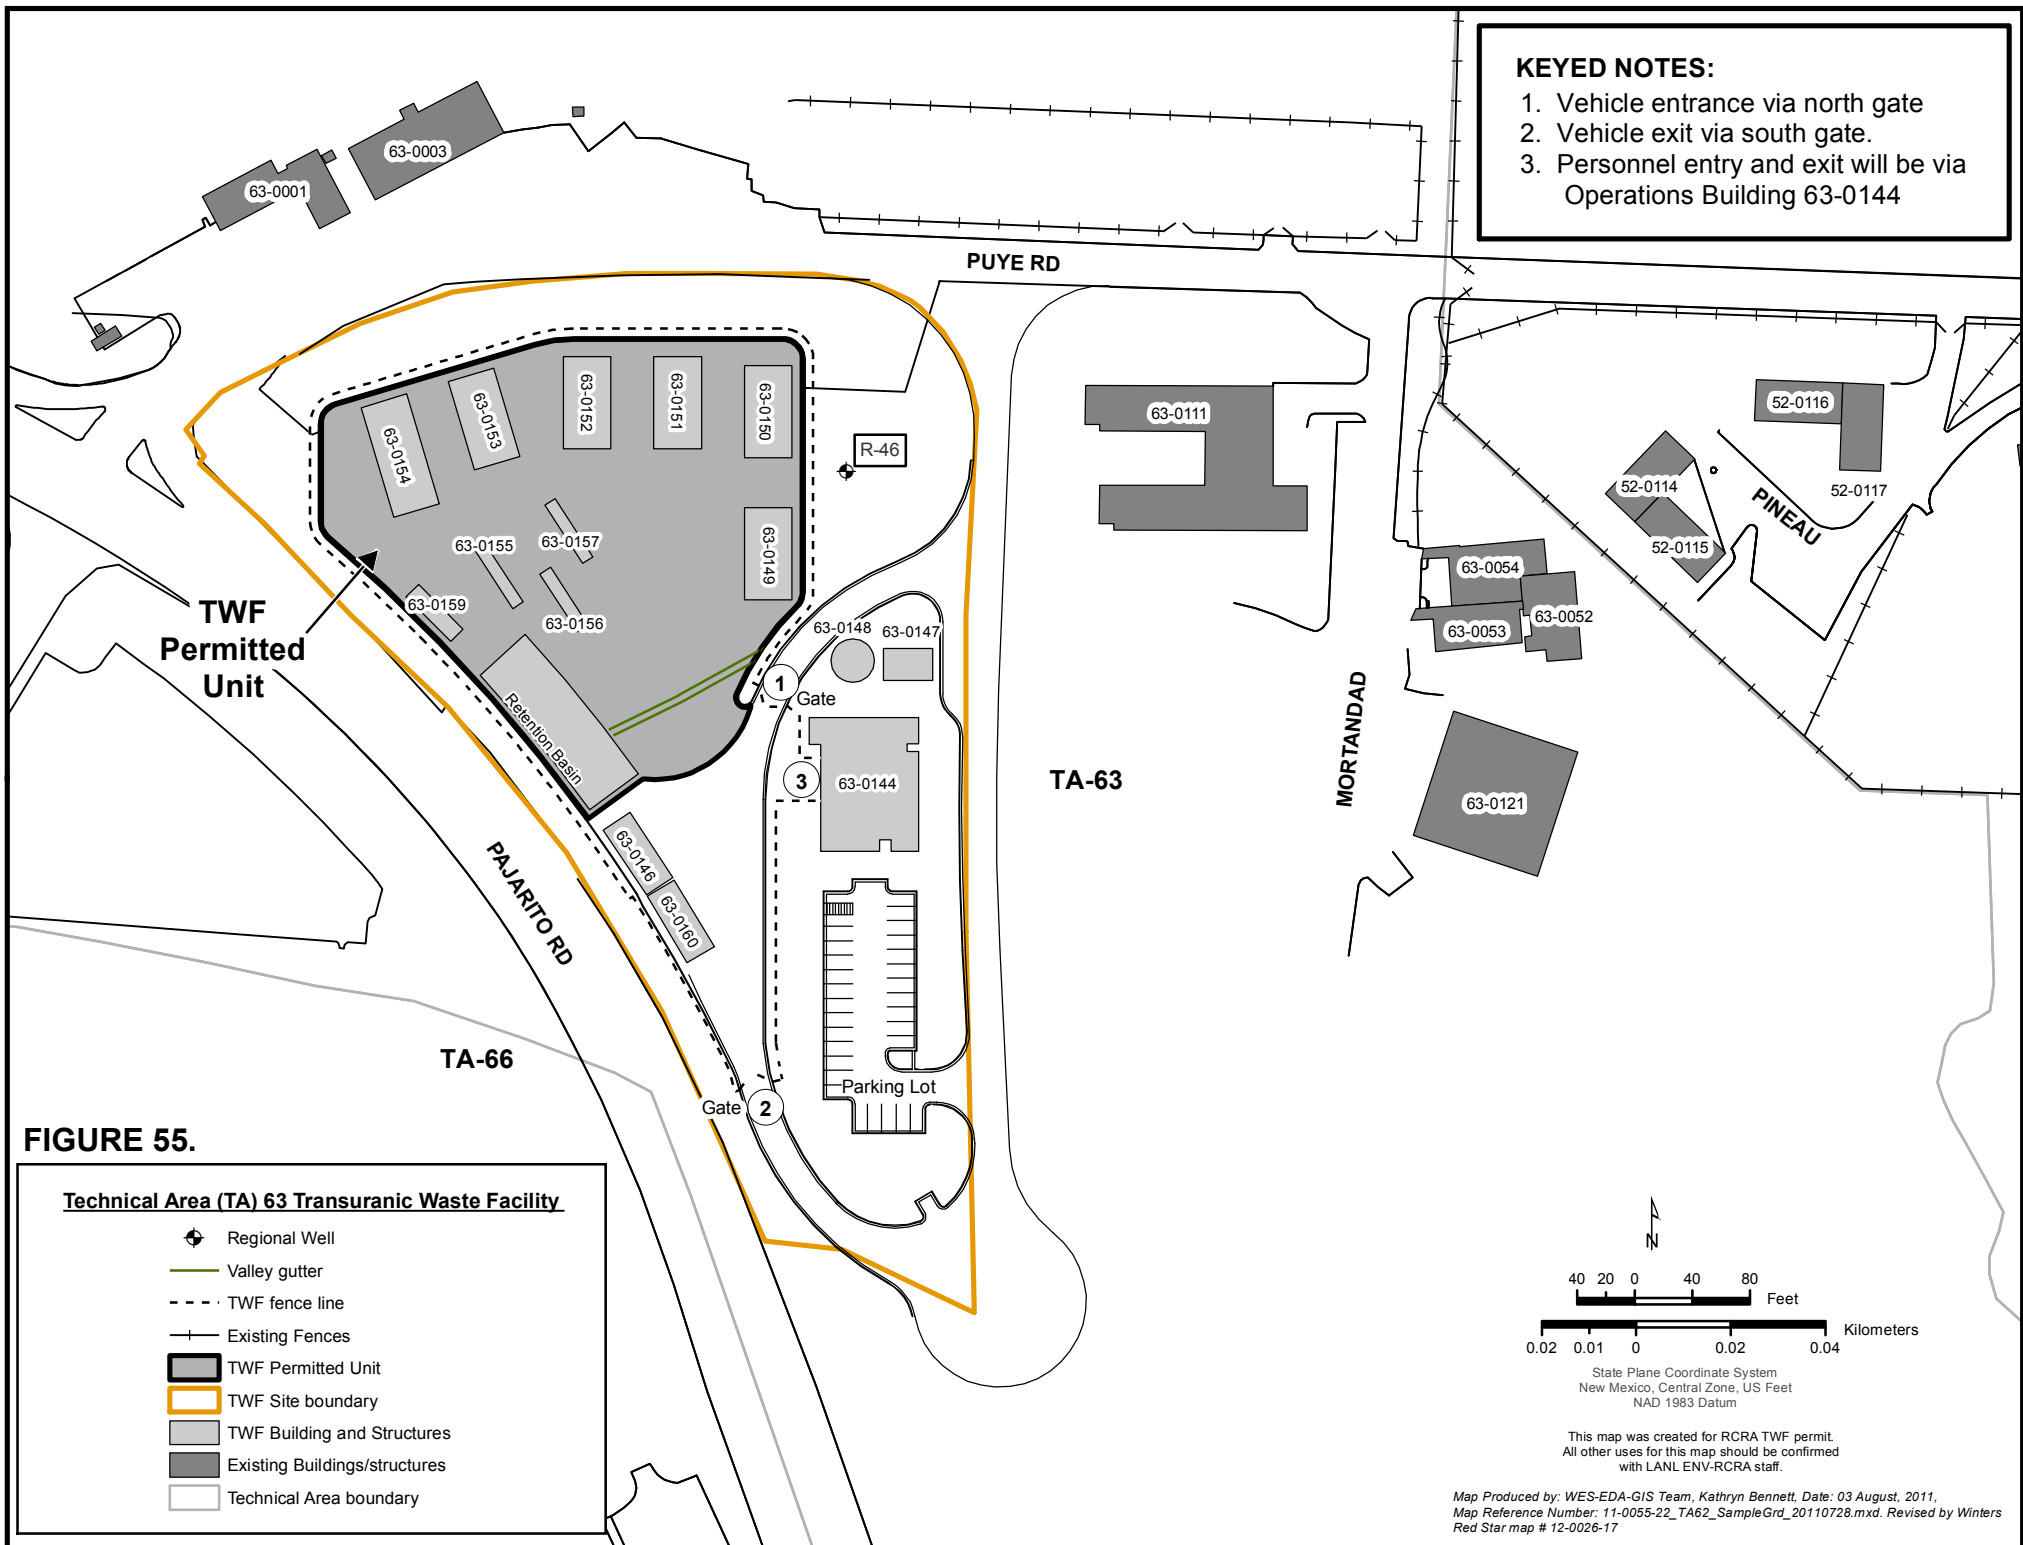 KEYED NOTES:
1. Vehicle entrance via north gate
2. Vehicle exit via south gate.
3. Personnel entry and exit will be via
Operations Building 63-0144
63-0003
63-0001
PUYE RD
63-0154
63-0153
63-0152
63-0151
63-0150
R-46
63-0111
52-0116
52-0117
52-0114
52-0115
PINEAU
63-0155
63-0157
63-0149
63-0159
63-0156
63-0054
63-0052
63-0053
TWF
Permitted
Unit
63-0148
63-0147
1
Gate
Retention Basin
3
63-0144
TA-63
MORTANDAD
63-0121
63-0146
63-0160
PAJARITO RD
TA-66
Parking Lot
Gate
2
FIGURE 55.
Technical Area (TA) 63 Transuranic Waste Facility
Regional Well
Valley gutter
TWF fence line
Existing Fences
TWF Permitted Unit
TWF Site boundary
TWF Building and Structures
Existing Buildings/structures
Technical Area boundary
N
40 20 0 40 80
Feet
Kilometers
0.02 0.01 0 0.02 0.04
State Plane Coordinate System
New Mexico, Central Zone, US Feet
NAD 1983 Datum
This map was created for RCRA TWF permit.
All other uses for this map should be confirmed
with LANL ENV-RCRA staff.
Map Produced by: WES-EDA-GIS Team, Kathryn Bennett, Date: 03 August, 2011,
Map Reference Number: 11-0055-22_TA62_SampleGrd_20110728.mxd. Revised by Winters
Red Star map # 12-0026-17